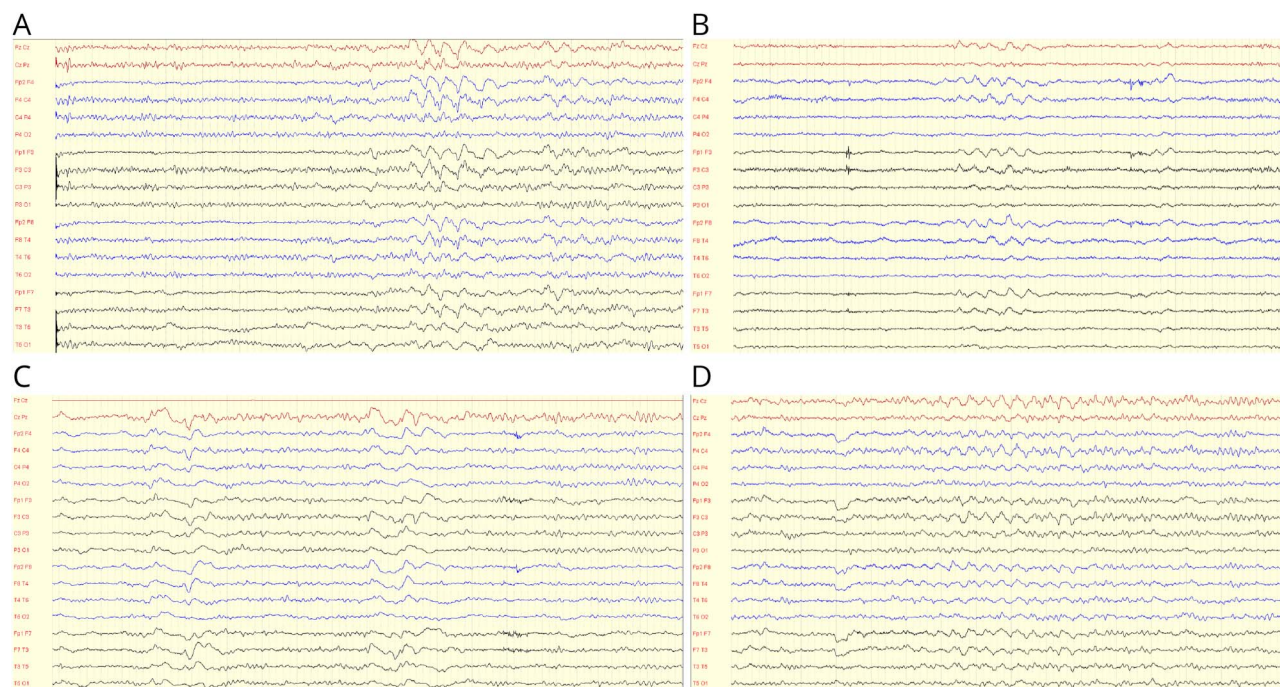 A
Fz Cz
Cz Pz
Fp2 F4
F4 C4
C4 P4
P4 O2
Fp1 F3
F3 C3
C3 P3
P3 O1
Fp2 F8
F8 T4
T4 T6
T6 O2
Fp1 F7
F7 T3
T3 T5
T5 O1
B
Fz Cz
Cz Pz
Fp2 F4
F4 C4
C4 P4
P4 O2
Fp1 F3
F3 C3
C3 P3
P3 O1
Fp2 F8
F8 T4
T4 T6
T6 O2
Fp1 F7
F7 T3
T3 T5
T5 O1
C
Fz Cz
Cz Pz
Fp2 F4
F4 C4
C4 P4
P4 O2
Fp1 F3
F3 C3
C3 P3
P3 O1
Fp2 F8
F8 T4
T4 T6
T6 O2
Fp1 F7
F7 T3
T3 T5
T5 O1
D
Fz Cz
Cz Pz
Fp2 F4
F4 C4
C4 P4
P4 O2
Fp1 F3
F3 C3
C3 P3
P3 O1
Fp2 F8
F8 T4
T4 T6
T6 O2
Fp1 F7
F7 T3
T3 T5
T5 O1